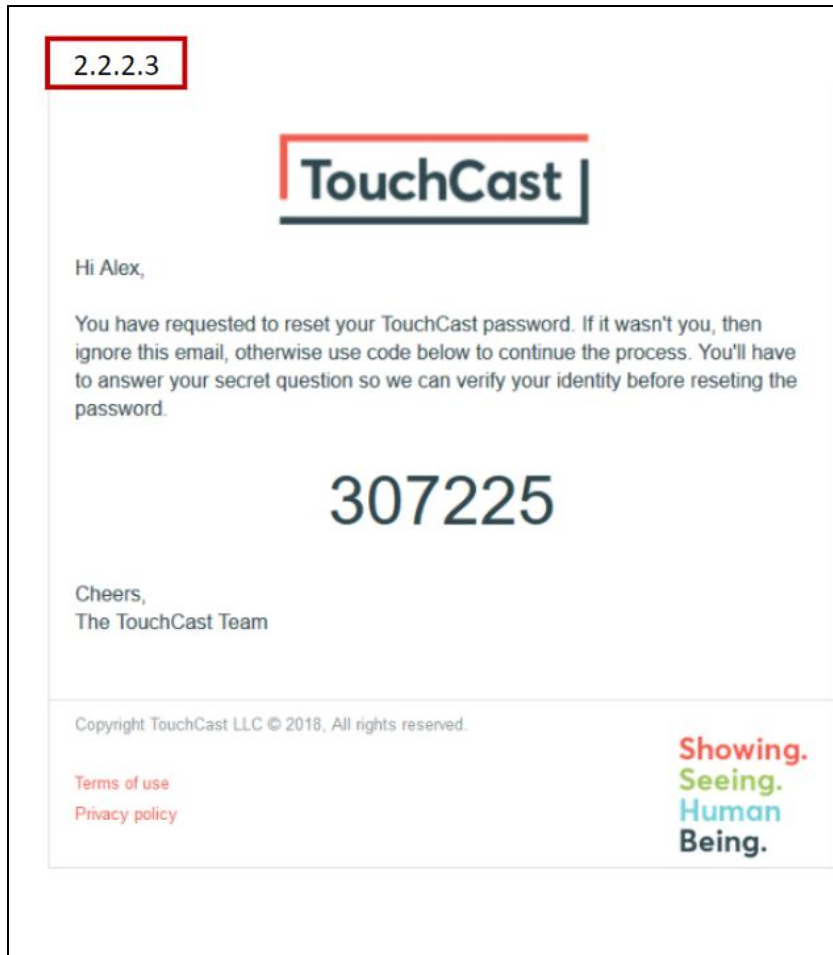 2.2.2.3
TouchCast
Hi Alex,
You have requested to reset your TouchCast password. If it wasn't you, then
ignore this email, otherwise use code below to continue the process. You'll have
to answer your secret question so we can verify your identity before reseting the
password.
307225
Cheers,
The TouchCast Team
Copyright TouchCast LLC © 2018, All rights reserved.
Terms of use
Privacy policy
Showing.
Seeing.
Human
Being.